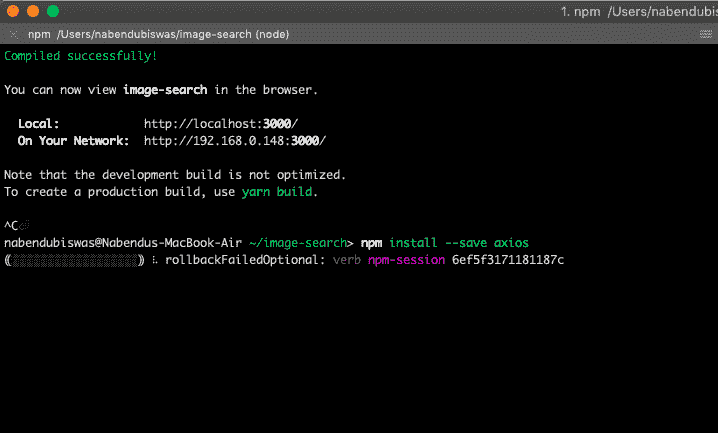 1. npm /Users/nabendubiswas
npm /Users/nabendubiswas/image-search (node)
Compiled successfully!
You can now view image-search in the browser.
Local: http://localhost:3000/
On Your Network: http://192.168.0.148:3000/
Note that the development build is not optimized.
To create a production build, use yarn build.
^C
nabendubiswas@Nabendus-MacBook-Air ~/image-search> npm install --save axios
(░░░░░░░░░░░░░░░░░░) ⠦ rollbackFailedOptional: verb npm-session 6ef5f3171181187c